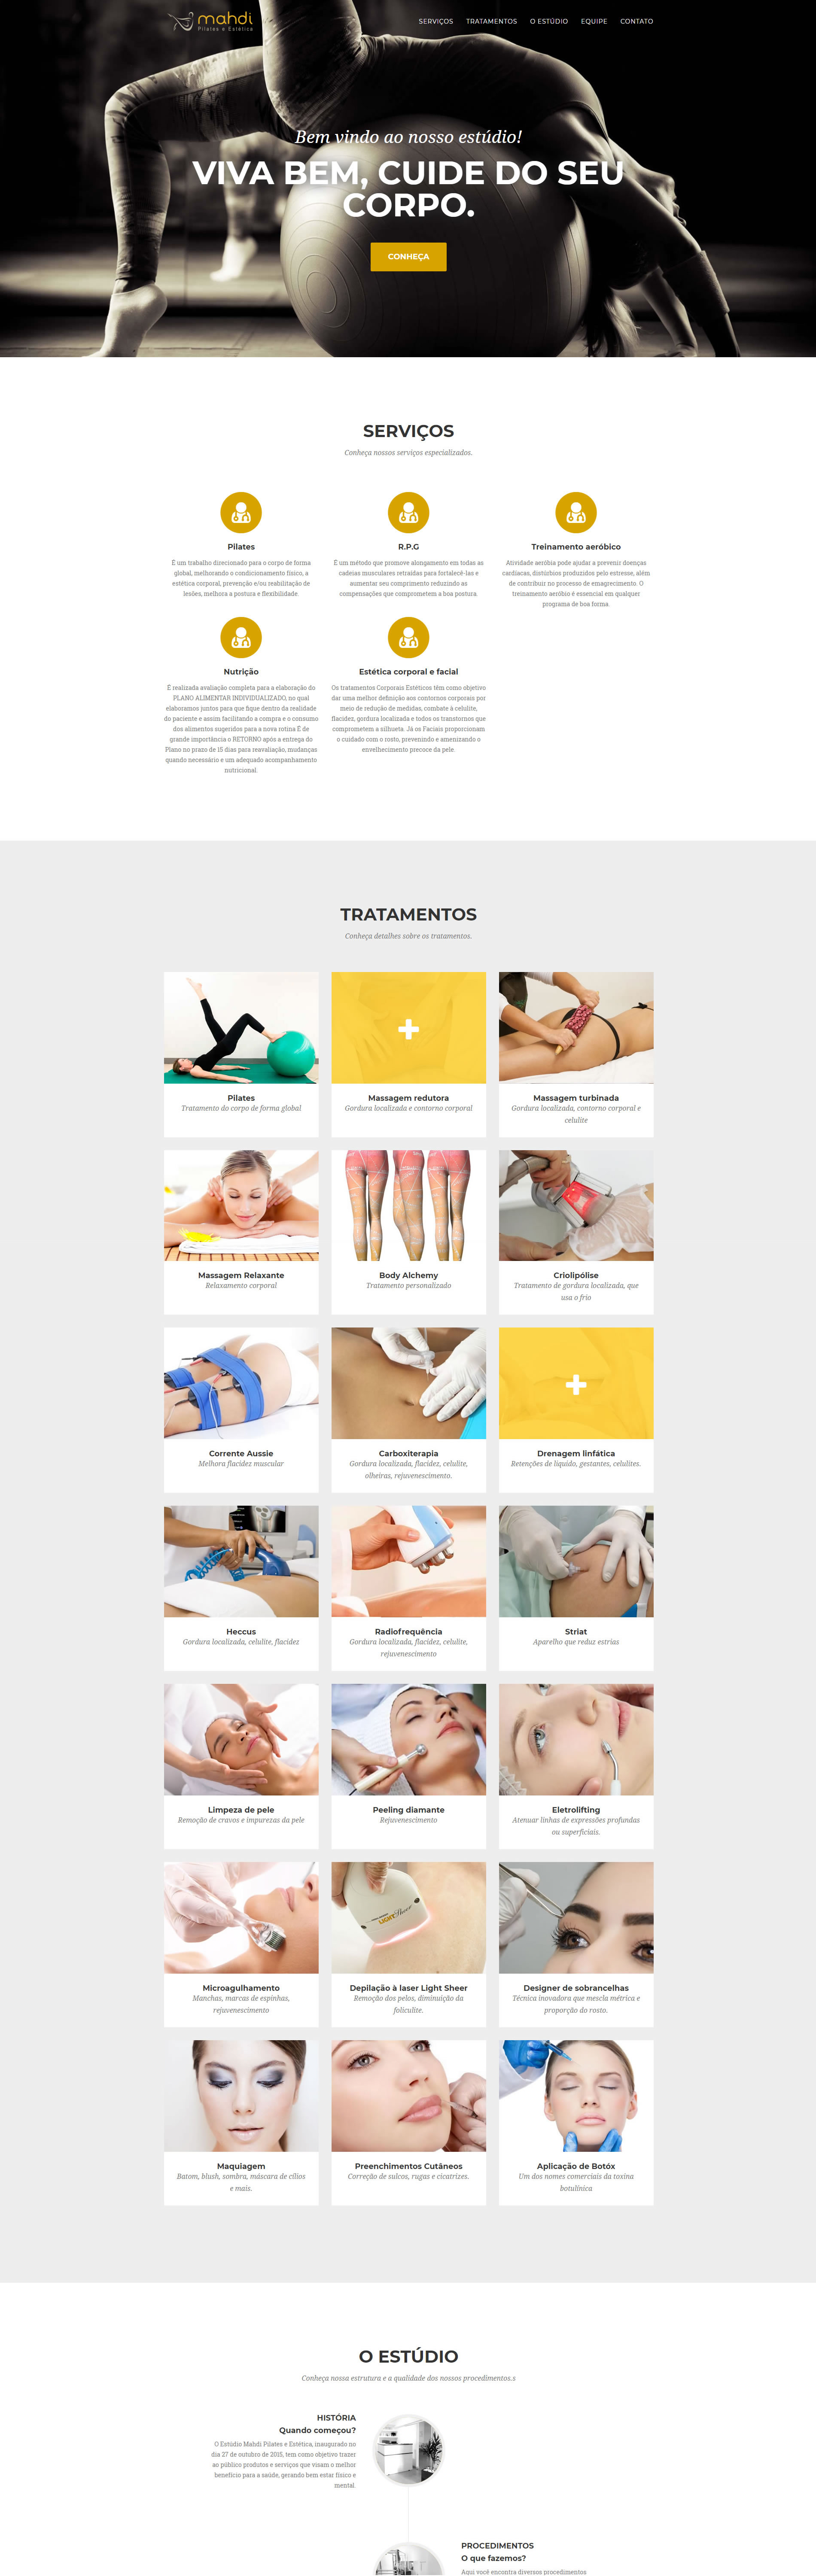 mahdi
Pilates e Estética
SERVIÇOS TRATAMENTOS O ESTÚDIO EQUIPE CONTATO
Bem vindo ao nosso estúdio!
VIVA BEM, CUIDE DO SEU
CORPO.
CONHEÇA
SERVIÇOS
Conheça nossos serviços especializados.
Pilates
É um trabalho direcionado para o corpo de forma
global, melhorando o condicionamento físico, a
estética corporal, prevenção e/ou reabilitação de
lesões, melhora a postura e flexibilidade.
R.P.G
É um método que promove alongamento em todas as
cadeias musculares retraídas para fortalecê-las e
aumentar seu comprimento reduzindo as
compensações que comprometem a boa postura.
Treinamento aeróbico
Atividade aeróbia pode ajudar a prevenir doenças
cardíacas, distúrbios produzidos pelo estresse, além
de contribuir no processo de emagrecimento. O
treinamento aeróbio é essencial em qualquer
programa de boa forma.
Nutrição
É realizada avaliação completa para a elaboração do
PLANO ALIMENTAR INDIVIDUALIZADO, no qual
elaboramos juntos para que fique dentro da realidade
do paciente e assim facilitando a compra e o consumo
dos alimentos sugeridos para a nova rotina É de
grande importância o RETORNO após a entrega do
Plano no prazo de 15 dias para reavaliação, mudanças
quando necessário e um adequado acompanhamento
nutricional.
Estética corporal e facial
Os tratamentos Corporais Estéticos têm como objetivo
dar uma melhor definição aos contornos corporais por
meio de redução de medidas, combate à celulite,
flacidez, gordura localizada e todos os transtornos que
comprometem a silhueta. Já os Faciais proporcionam
o cuidado com o rosto, prevenindo e amenizando o
envelhecimento precoce da pele.
TRATAMENTOS
Conheça detalhes sobre os tratamentos.
Pilates
Tratamento do corpo de forma global
Massagem redutora
Gordura localizada e contorno corporal
Massagem turbinada
Gordura localizada, contorno corporal e
celulite
Massagem Relaxante
Relaxamento corporal
Body Alchemy
Tratamento personalizado
Criolipólise
Tratamento de gordura localizada, que
usa o frio
Corrente Aussie
Melhora flacidez muscular
Carboxiterapia
Gordura localizada, flacidez, celulite,
olheiras, rejuvenescimento.
Drenagem linfática
Retenções de líquido, gestantes, celulites.
Heccus
Gordura localizada, celulite, flacidez
Radiofrequência
Gordura localizada, flacidez, celulite,
rejuvenescimento
Striat
Aparelho que reduz estrias
Limpeza de pele
Remoção de cravos e impurezas da pele
Peeling diamante
Rejuvenescimento
Eletrolifting
Atenuar linhas de expressões profundas
ou superficiais.
LightSheer
Microagulhamento
Manchas, marcas de espinhas,
rejuvenescimento
Depilação à laser Light Sheer
Remoção dos pelos, diminuição da
foliculite.
Designer de sobrancelhas
Técnica inovadora que mescla métrica e
proporção do rosto.
Maquiagem
Batom, blush, sombra, máscara de cílios
e mais.
Preenchimentos Cutâneos
Correção de sulcos, rugas e cicatrizes.
Aplicação de Botóx
Um dos nomes comerciais da toxina
botulínica
O ESTÚDIO
Conheça nossa estrutura e a qualidade dos nossos procedimentos.s
HISTÓRIA
Quando começou?
O Estúdio Mahdi Pilates e Estética, inaugurado no
dia 27 de outubro de 2015, tem como objetivo trazer
ao público produtos e serviços que visam o melhor
benefício para a saúde, gerando bem estar físico e
mental.
PROCEDIMENTOS
O que fazemos?
Aqui você encontra diversos procedimentos